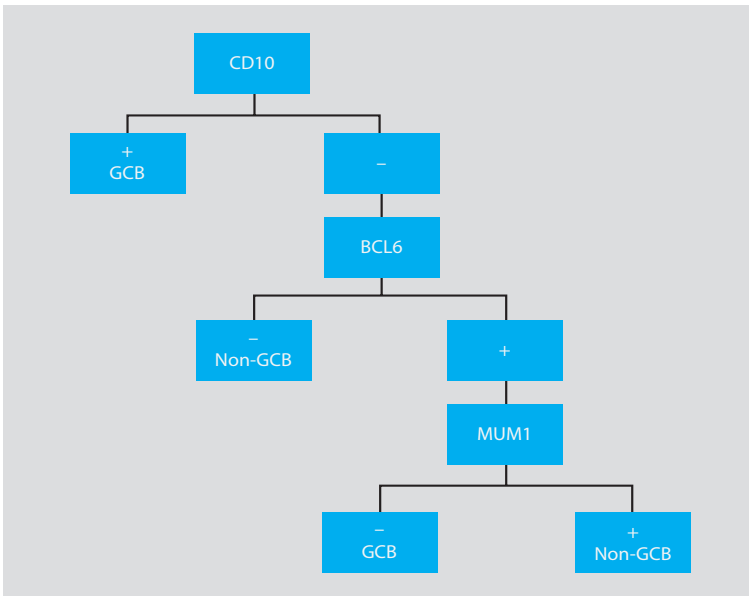 CD10
+
GCB
–
BCL6
–
Non-GCB
+
MUM1
–
GCB
+
Non-GCB